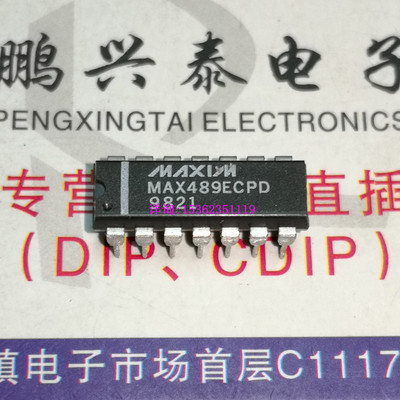 鹏兴泰电子
PENGXINGTAI ELECTRONICS
MAXIM
MAX489ECPD
9821
专营
直插
(DIP、CDIP)
镇电子市场首层C1117